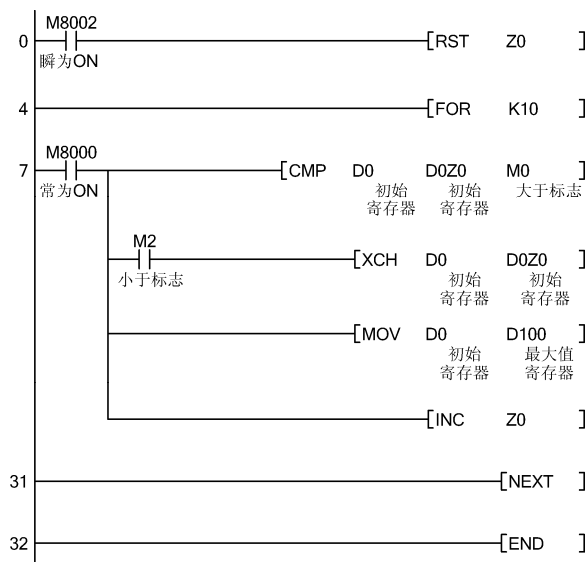 M8002
0 [RST Z0 ]
瞬为ON
4 [FOR K10 ]
M8000
7 [CMP D0 D0Z0 M0 ]
常为ON 初始 初始 大于标志
寄存器 寄存器
M2
[XCH D0 D0Z0 ]
小于标志 初始 初始
寄存器 寄存器
[MOV D0 D100 ]
初始 最大值
寄存器 寄存器
[INC Z0 ]
31 [NEXT ]
32 [END ]